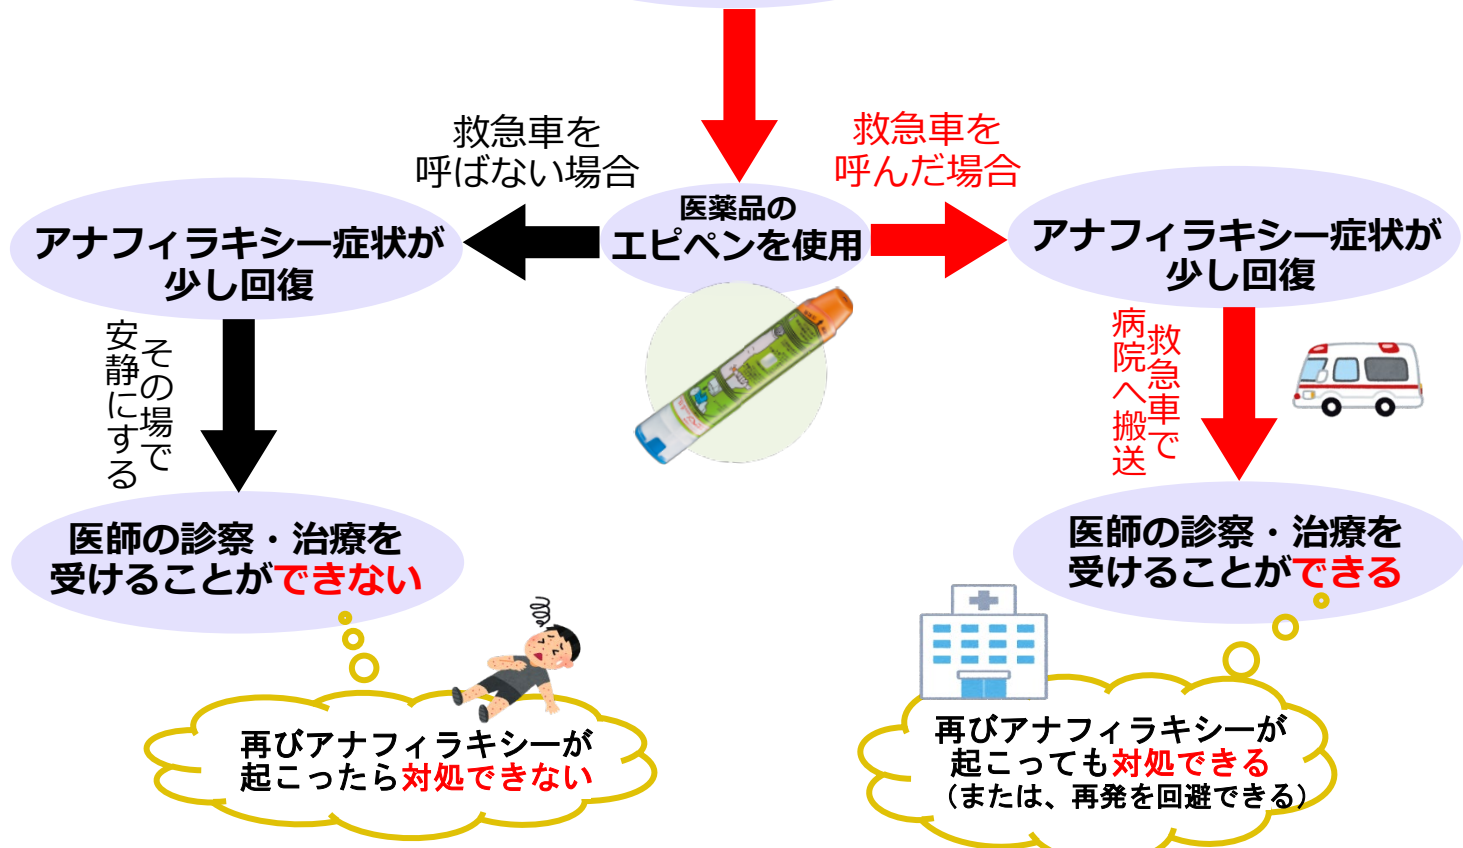 救急車を
呼ばない場合
救急車を
呼んだ場合
医薬品の
エピペンを使用
アナフィラキシー症状が
少し回復
アナフィラキシー症状が
少し回復
その場で
安静にする
救急車で
病院へ搬送
医師の診察・治療を
受けることができない
医師の診察・治療を
受けることができる
再びアナフィラキシーが
起こったら対処できない
再びアナフィラキシーが
起こっても対処できる
（または、再発を回避できる）